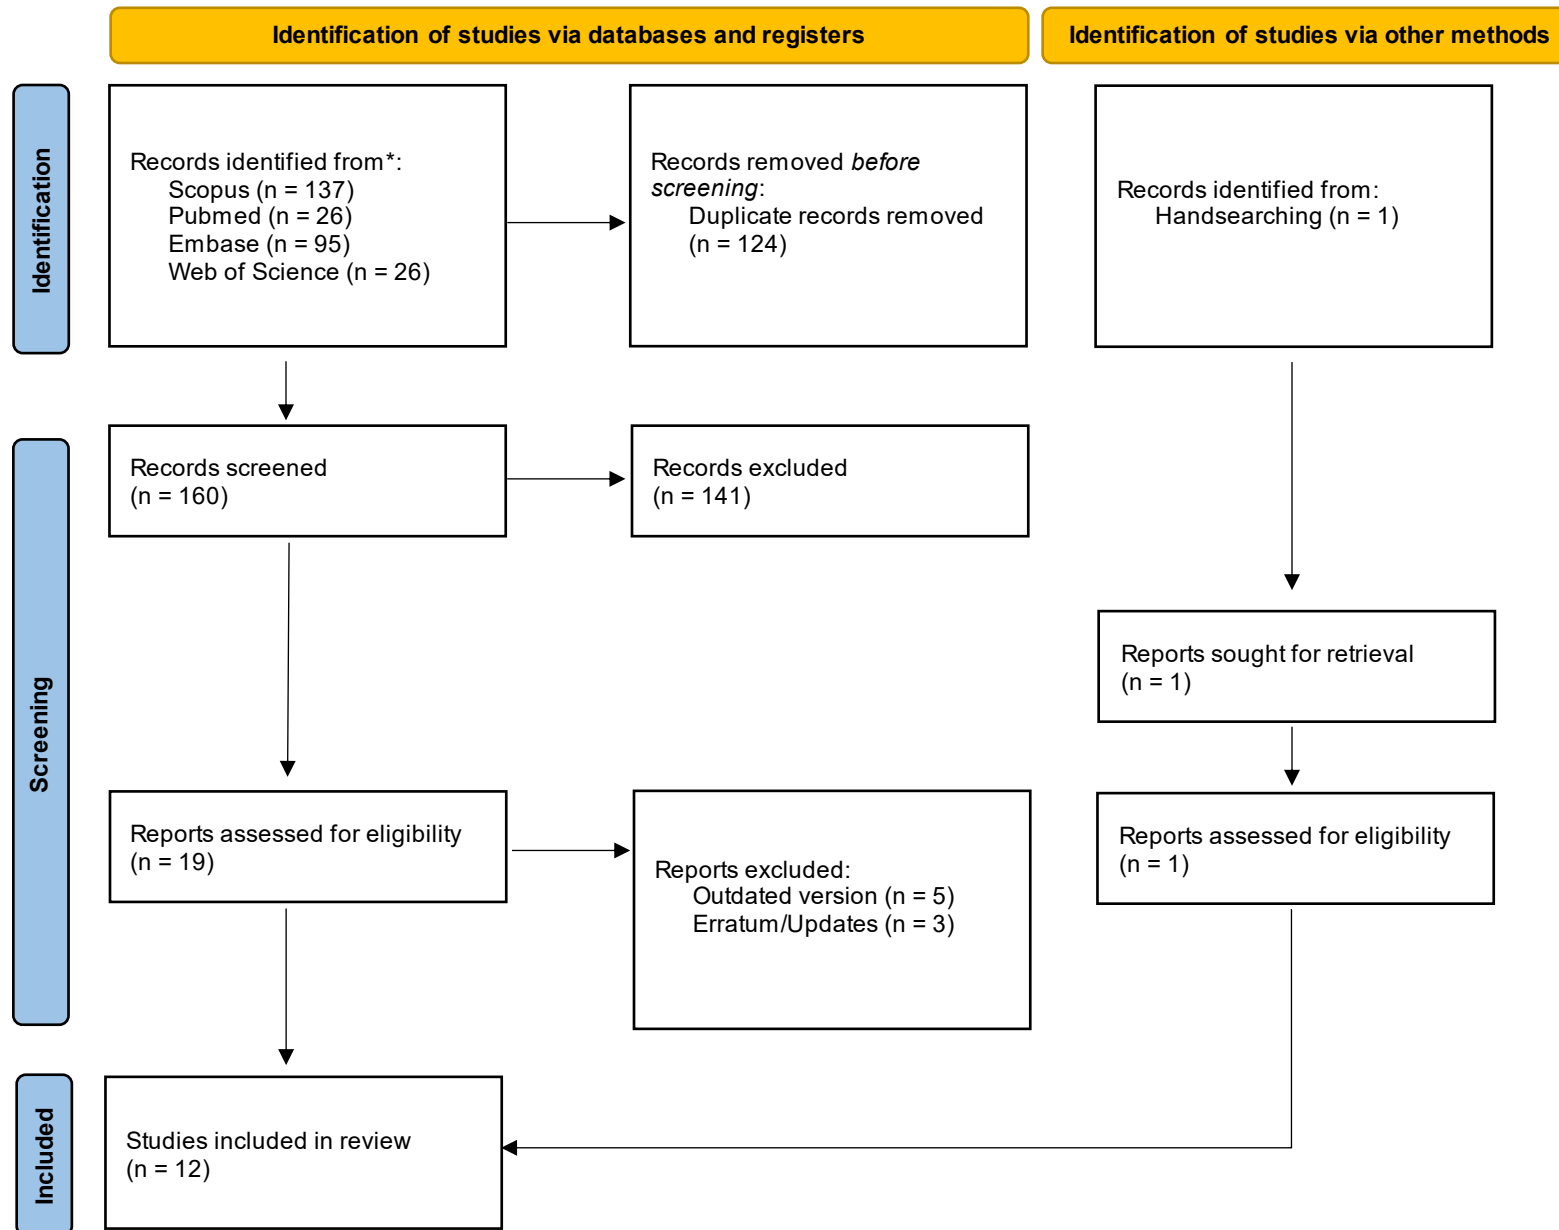 Identification of studies via databases and registers
Identification of studies via other methods
Identification
Records identified from*:
Scopus (n = 137)
Pubmed (n = 26)
Embase (n = 95)
Web of Science (n = 26)
Records removed before
screening:
Duplicate records removed
(n = 124)
Records identified from:
Handsearching (n = 1)
Screening
Records screened
(n = 160)
Records excluded
(n = 141)
Reports sought for retrieval
(n = 1)
Reports assessed for eligibility
(n = 19)
Reports excluded:
Outdated version (n = 5)
Erratum/Updates (n = 3)
Reports assessed for eligibility
(n = 1)
Included
Studies included in review
(n = 12)